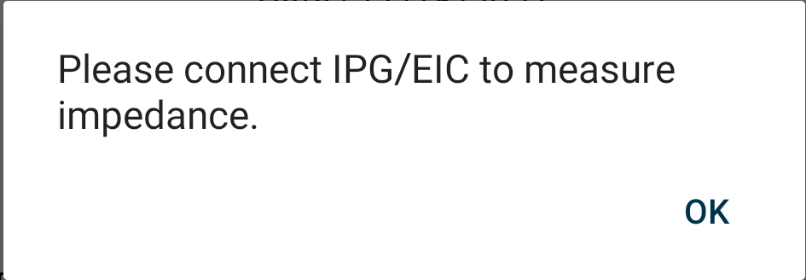 Please connect IPG/EIC to measure
impedance.
OK